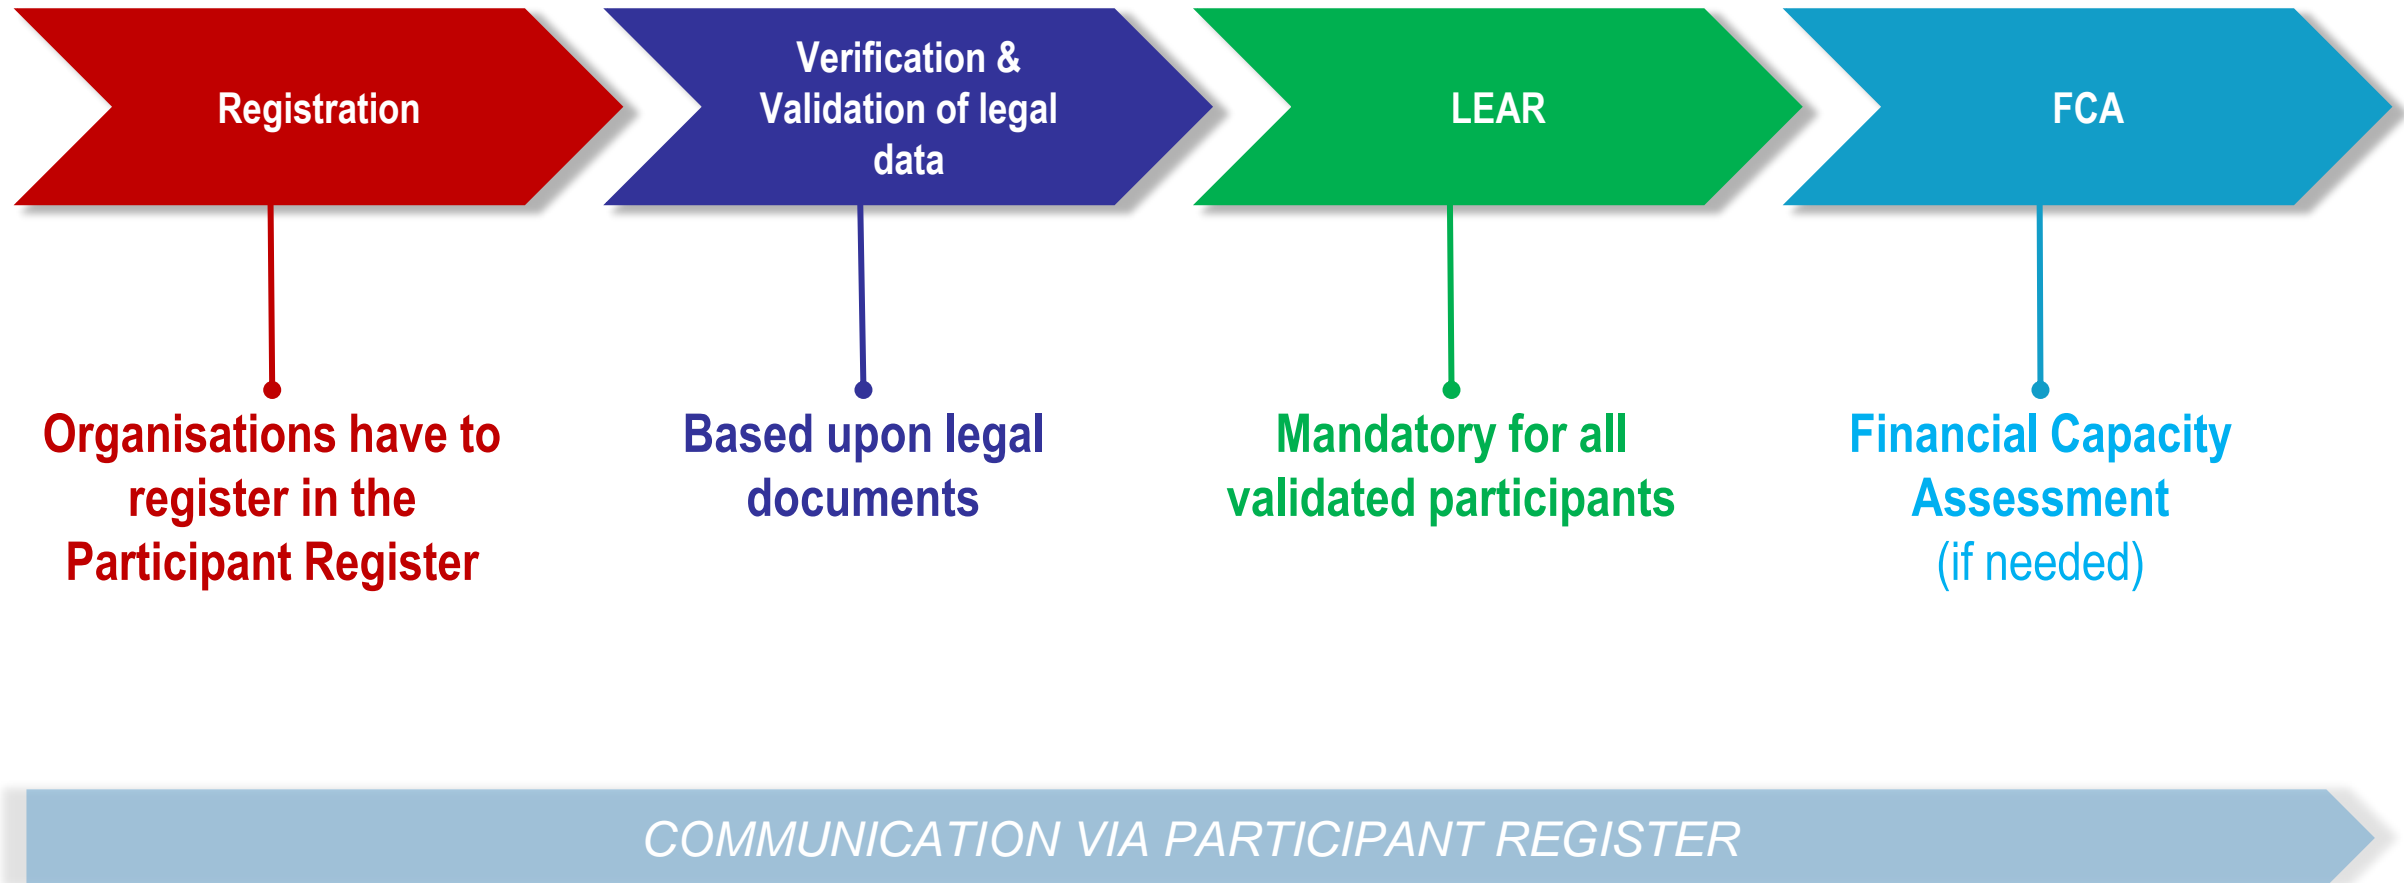 Registration
Verification &
Validation of legal
data
LEAR
FCA
Organisations have to
register in the
Participant Register
Based upon legal
documents
Mandatory for all
validated participants
Financial Capacity
Assessment
(if needed)
COMMUNICATION VIA PARTICIPANT REGISTER